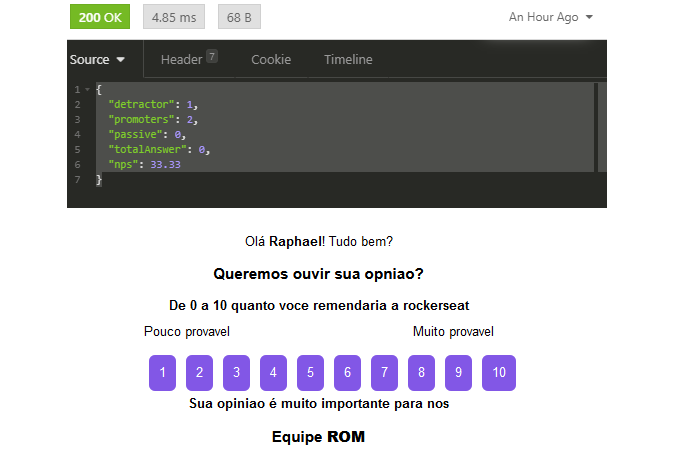 200 OK 4.85 ms 68 B An Hour Ago
Source Header 7 Cookie Timeline
1 {
2 "detractor": 1,
3 "promoters": 2,
4 "passive": 0,
5 "totalAnswer": 0,
6 "nps": 33.33
7 }
Olá Raphael! Tudo bem?
Queremos ouvir sua opniao?
De 0 a 10 quanto voce remendaria a rockerseat
Pouco provavel Muito provavel
1 2 3 4 5 6 7 8 9 10
Sua opiniao é muito importante para nos
Equipe ROM